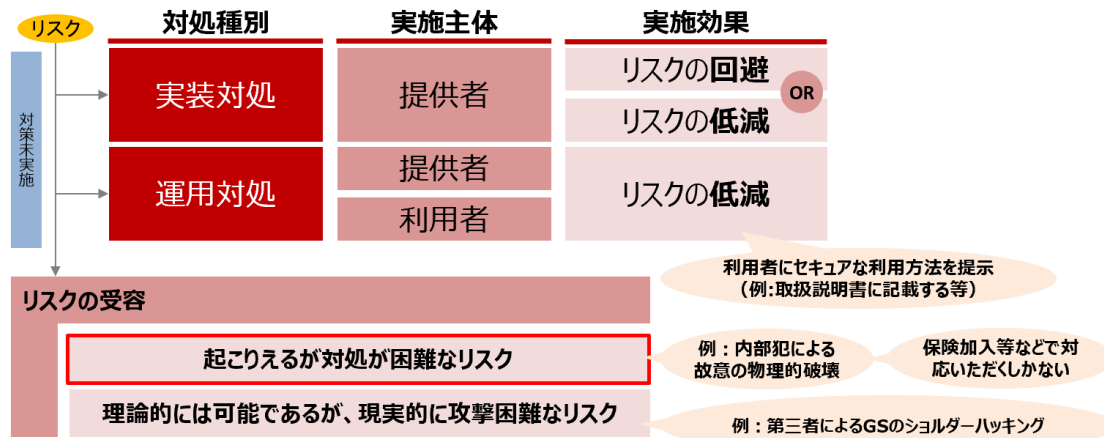 リスク
対処種別
実施主体
実施効果
対策未実施
実装対処
提供者
リスクの回避
OR
リスクの低減
運用対処
提供者
利用者
リスクの低減
利用者にセキュアな利用方法を提示
（例:取扱説明書に記載する等）
リスクの受容
起こりえるが対処が困難なリスク
例：内部犯による
故意の物理的破壊
保険加入等などで対
応いただくしかない
理論的には可能であるが、現実的に攻撃困難なリスク
例：第三者によるGSのショルダーハッキング